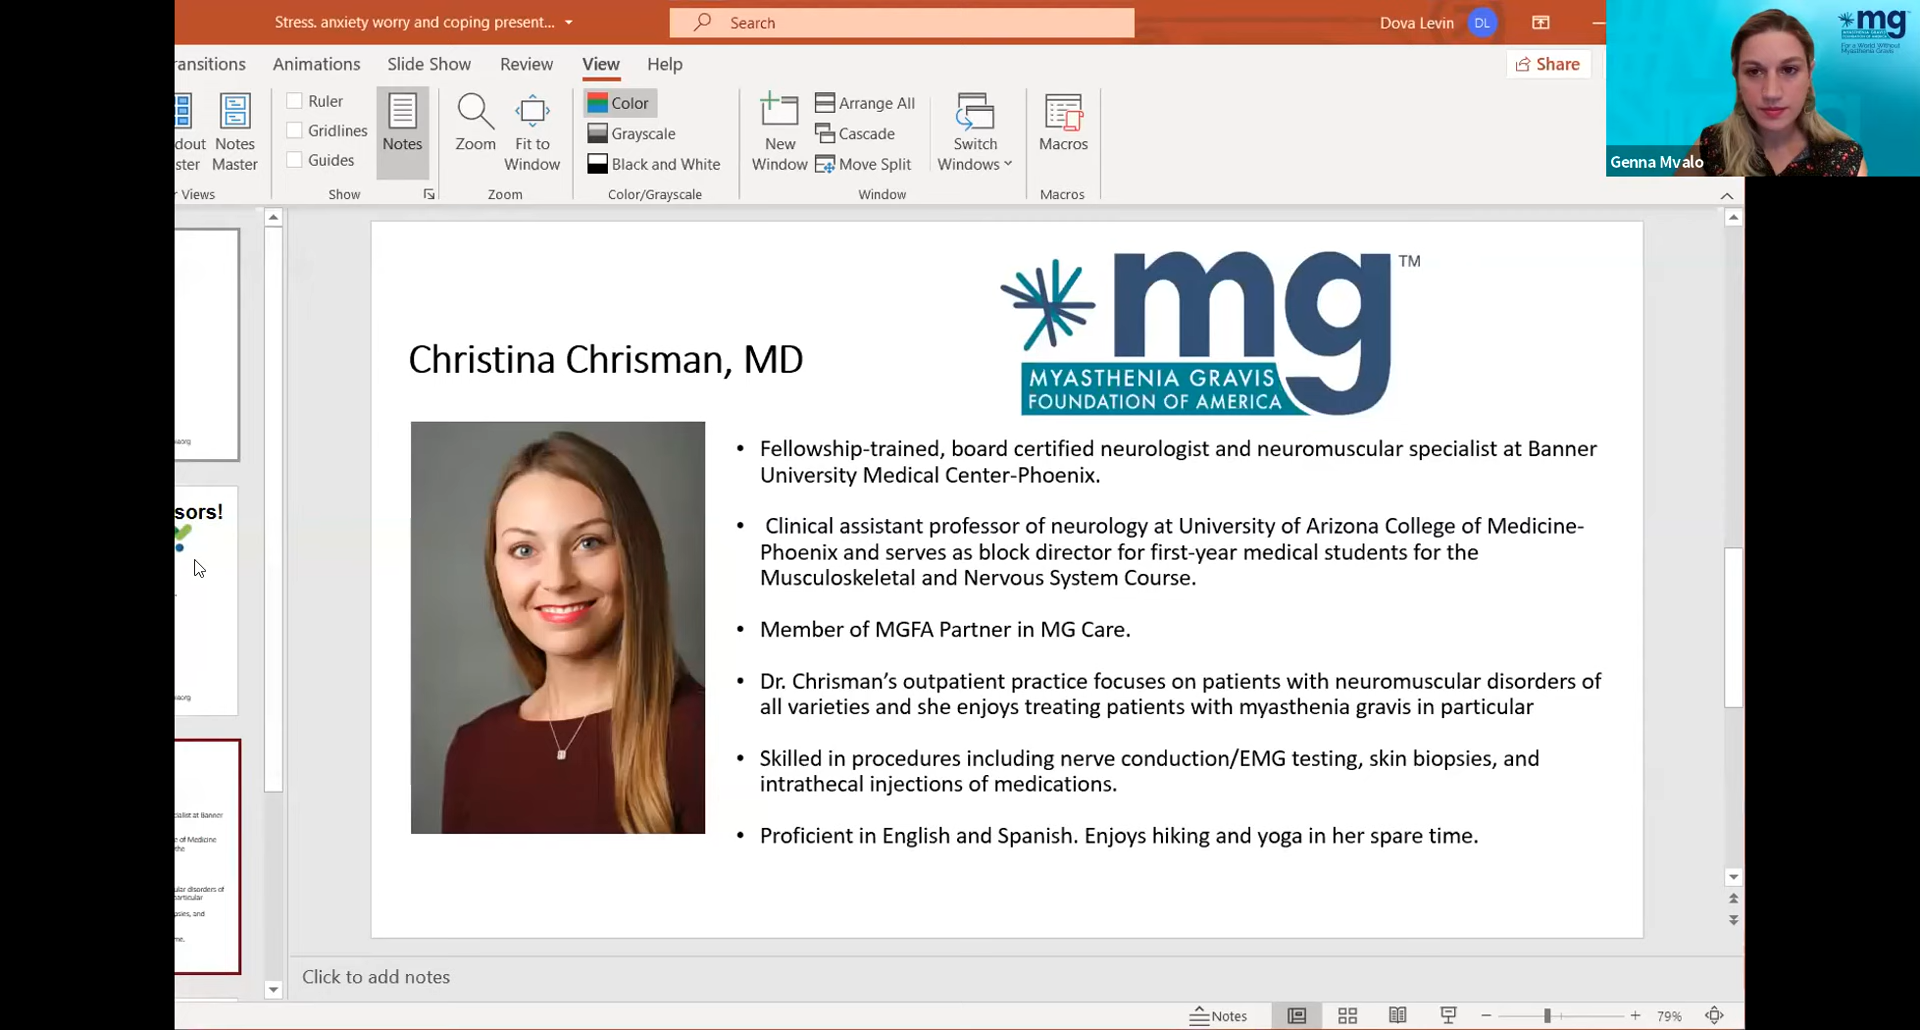 Stress. anxiety worry and coping present...
Search
Dova Levin
DL
Animations
Slide Show
Review
View
Help
Share
Notes
Master
Ruler
Gridlines
Guides
Show
Notes
Zoom
Fit to
Window
Zoom
Color
Grayscale
Black and White
Color/Grayscale
New
Window
Arrange All
Cascade
Move Split
Window
Switch
Windows
Macros
Macros
mg
Genna Mvalo
sors!
Christina Chrisman, MD
mg TM
MYASTHENIA GRAVIS
FOUNDATION OF AMERICA
• Fellowship-trained, board certified neurologist and neuromuscular specialist at Banner
University Medical Center-Phoenix.
• Clinical assistant professor of neurology at University of Arizona College of Medicine-
Phoenix and serves as block director for first-year medical students for the
Musculoskeletal and Nervous System Course.
• Member of MGFA Partner in MG Care.
• Dr. Chrisman’s outpatient practice focuses on patients with neuromuscular disorders of
all varieties and she enjoys treating patients with myasthenia gravis in particular
• Skilled in procedures including nerve conduction/EMG testing, skin biopsies, and
intrathecal injections of medications.
• Proficient in English and Spanish. Enjoys hiking and yoga in her spare time.
Click to add notes
Notes
79%